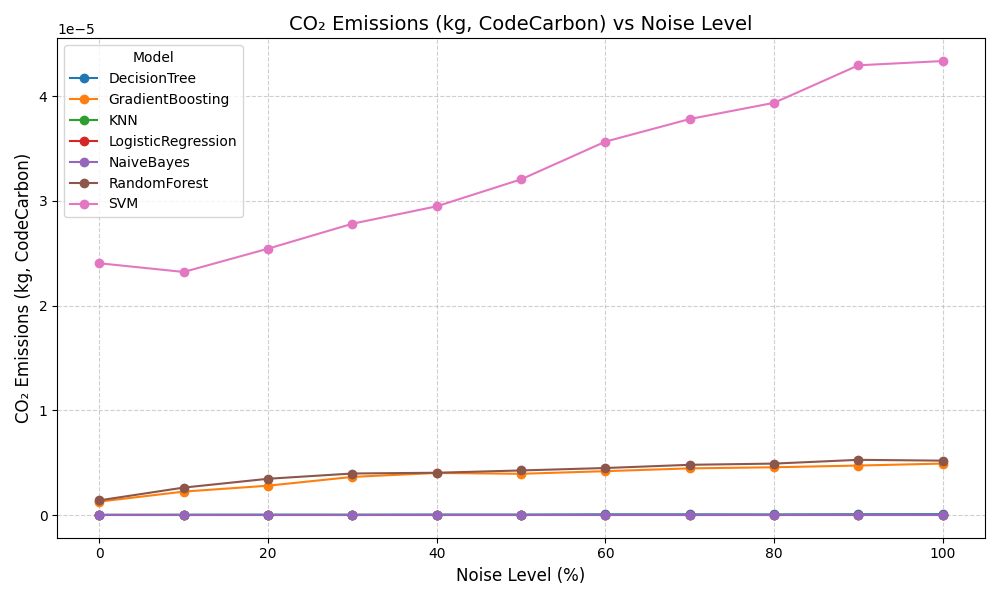 CO₂ Emissions (kg, CodeCarbon) vs Noise Level
1e−5
Model
DecisionTree
GradientBoosting
KNN
LogisticRegression
NaiveBayes
RandomForest
SVM
CO₂ Emissions (kg, CodeCarbon)
4
3
2
1
0
0 20 40 60 80 100
Noise Level (%)